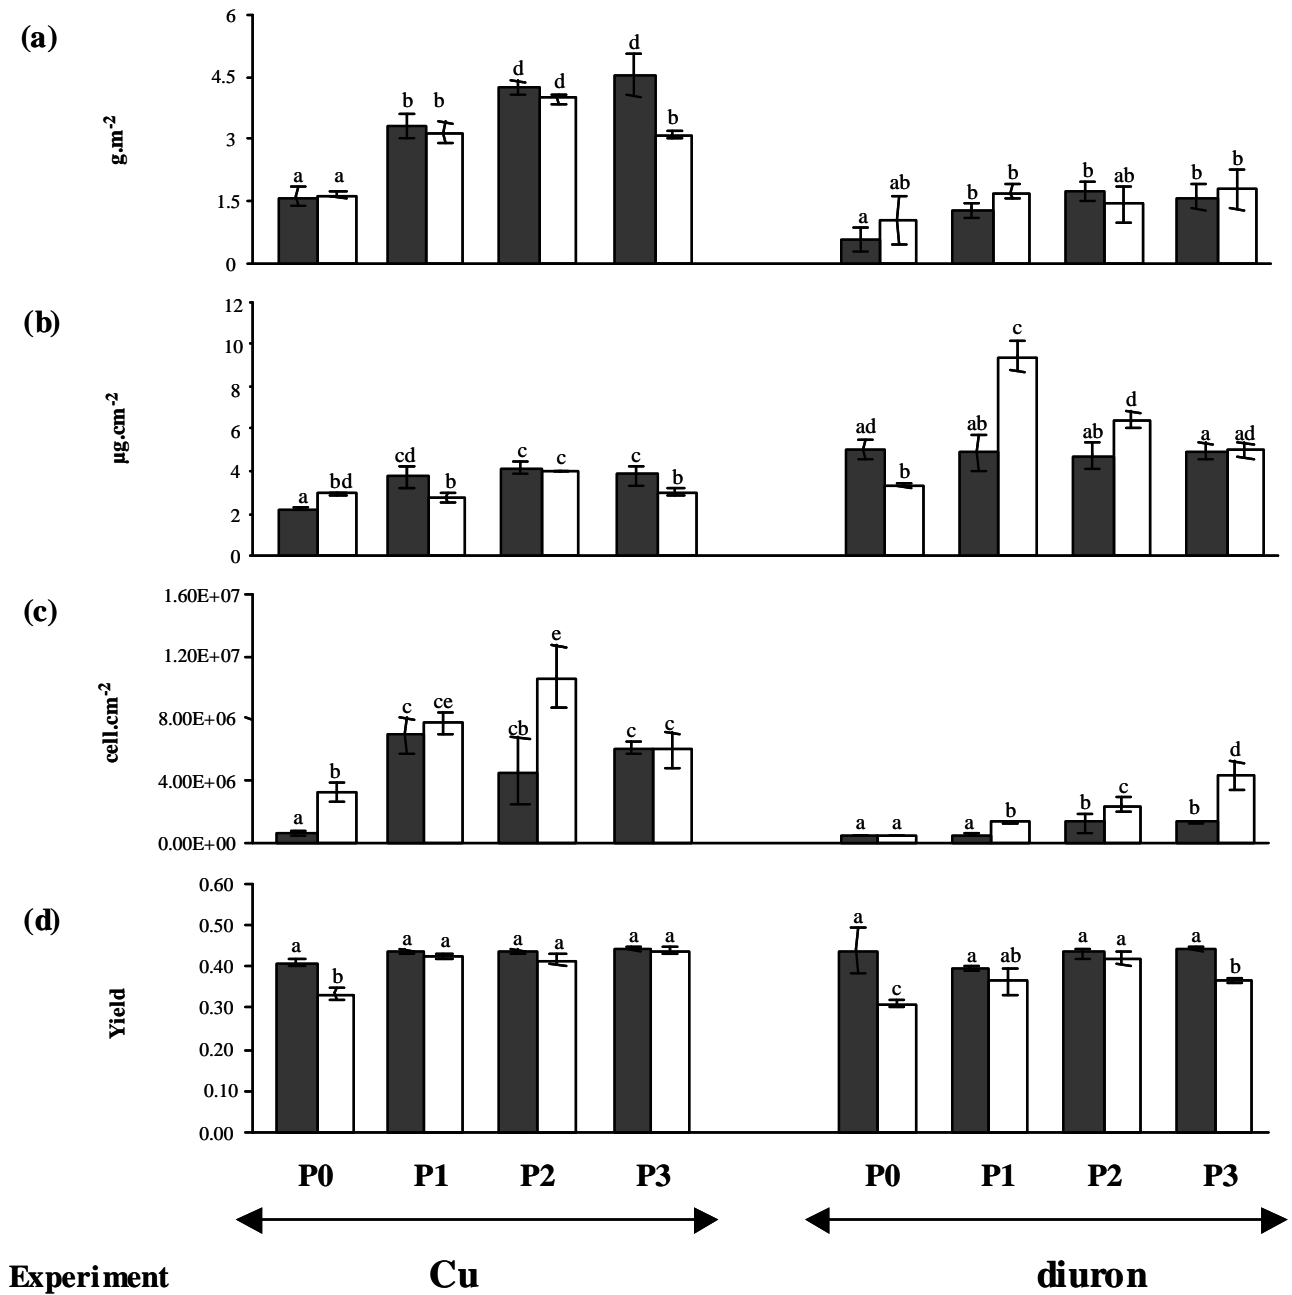 (a)
6
4.5
3
1.5
0
g.m-2
a a b b d d d b
a ab b b b ab b b
(b)
12
10
8
6
4
2
0
µg.cm-2
a bd cd b c c c b
ad b ab c ab d a ad
(c)
1.60E+07
1.20E+07
8.00E+06
4.00E+06
0.00E+00
cell.cm-2
a b c ce cb e c c
a a a b b c b d
(d)
0.60
0.50
0.40
0.30
0.20
0.10
0.00
Yield
a b a a a a a a
a c a ab a a a b
P0 P1 P2 P3 P0 P1 P2 P3
Experiment Cu diuron